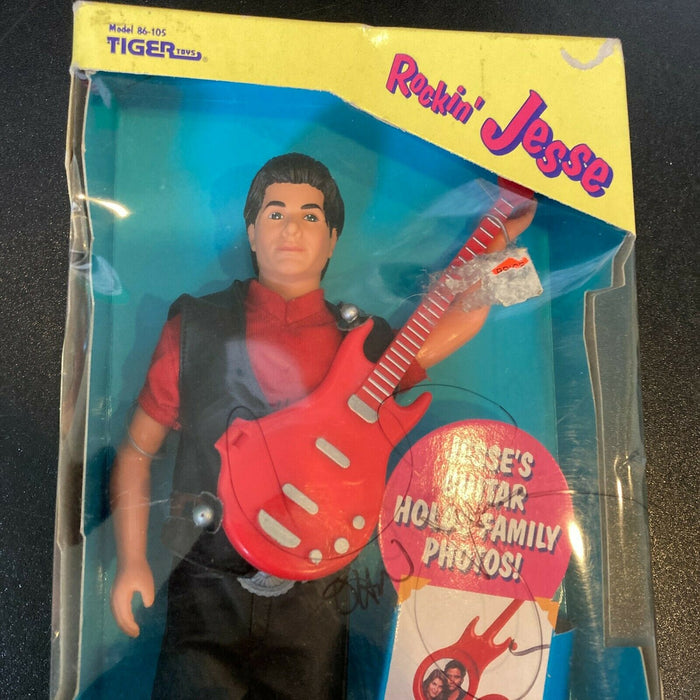 Model 86-105
TIGER TOYS®
Rockin' Jesse
JESSE'S
GUITAR
HOLDS FAMILY
PHOTOS!